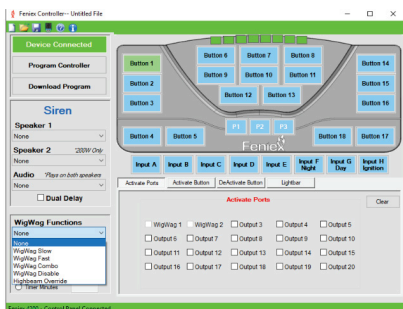 Feniex Controller-- Untitled File
Device Connected
Program Controller
Download Program
Siren
Speaker 1
None
Speaker 2 *200W Only
None
Audio *Plays on both speakers
None
Dual Delay
WigWag Functions
None
None
WigWag Slow
WigWag Fast
WigWag Combo
WigWag Disable
Highbeam Override
Timer Minutes
Button 1
Button 2
Button 3
Button 4
Button 5
Button 6
Button 7
Button 8
Button 9
Button 10
Button 11
Button 12
Button 13
Button 14
Button 15
Button 16
Button 18
Button 17
P1
P2
P3
Feniex
Input A
Input B
Input C
Input D
Input E
Input F Night
Input G Day
Input H Ignition
Activate Ports
Activate Button
DeActivate Button
Lightbar
Activate Ports
Clear
WigWag 1 WigWag 2 Output 3 Output 4 Output 5
Output 6 Output 7 Output 8 Output 9 Output 10
Output 11 Output 12 Output 13 Output 14 Output 15
Output 16 Output 17 Output 18 Output 19 Output 20
Feniex 4200 - Control Panel Connected